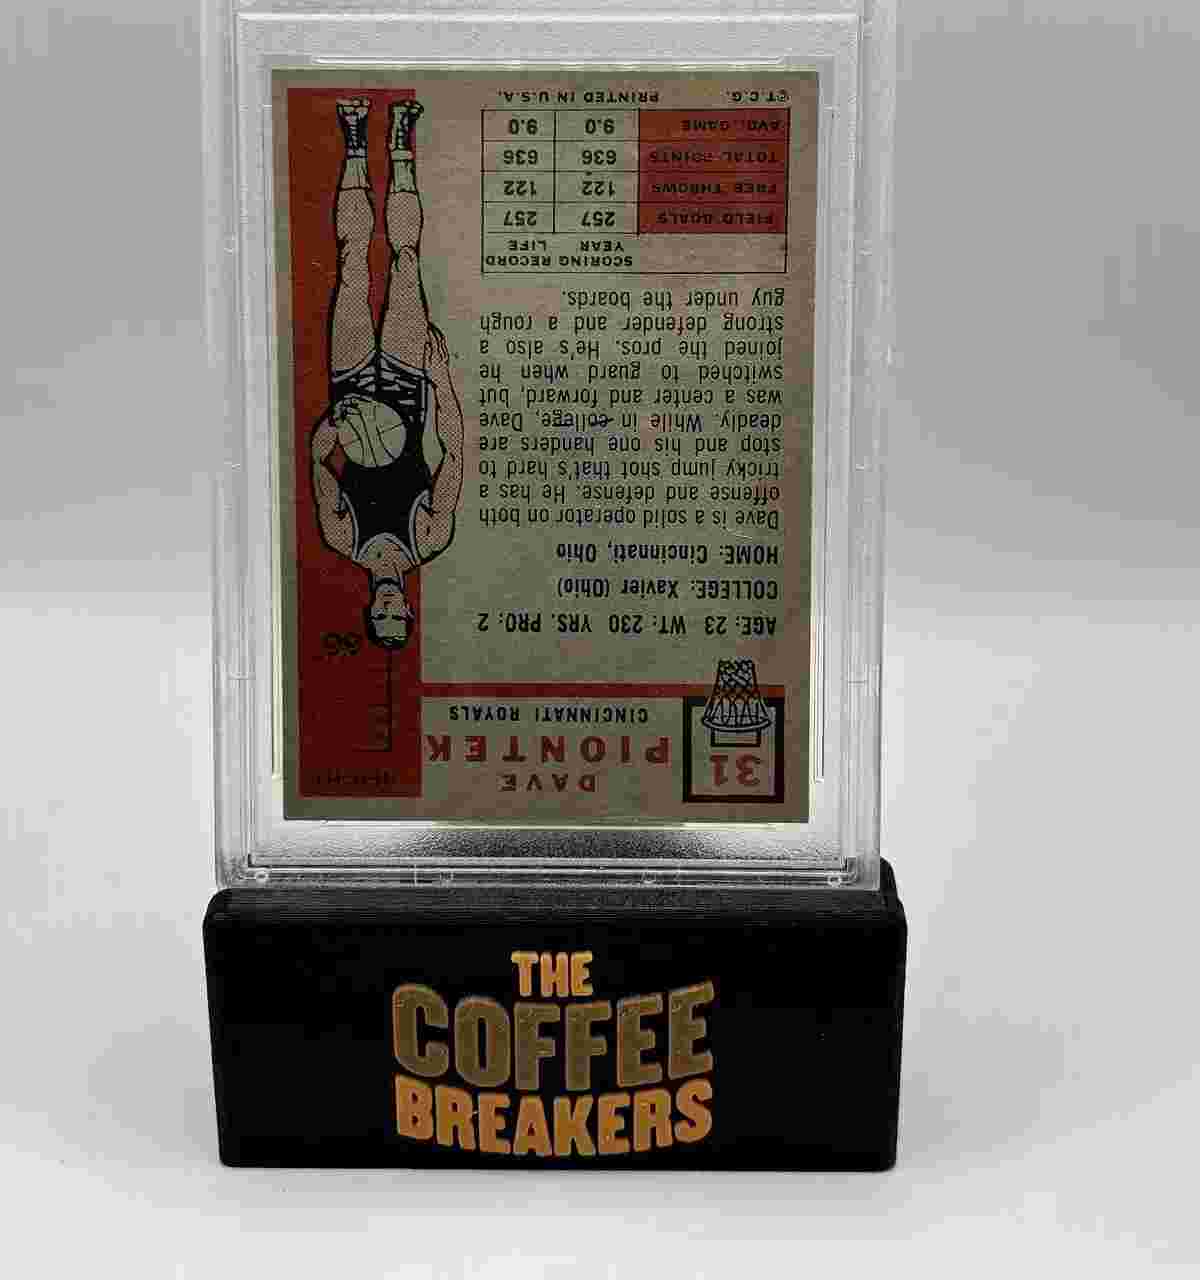 31
DAVE
PIONTEK
CINCINNATI ROYALS
HEIGHT
6'6"
AGE: 23 WT: 230 YRS. PRO: 2
COLLEGE: Xavier (Ohio)
HOME: Cincinnati, Ohio
Dave is a solid operator on both
offense and defense. He has a
tricky jump shot that's hard to
stop and his one handers are
deadly. While in college, Dave
was a center and forward, but
switched to guard when he
joined the pros. He's also a
strong defender and a rough
guy under the boards.
SCORING RECORD
YEAR LIFE
FIELD GOALS 257 257
FREE THROWS 122 122
TOTAL POINTS 636 636
AVG. GAME 9.0 9.0
©T.C.G. PRINTED IN U.S.A.
THE
COFFEE
BREAKERS